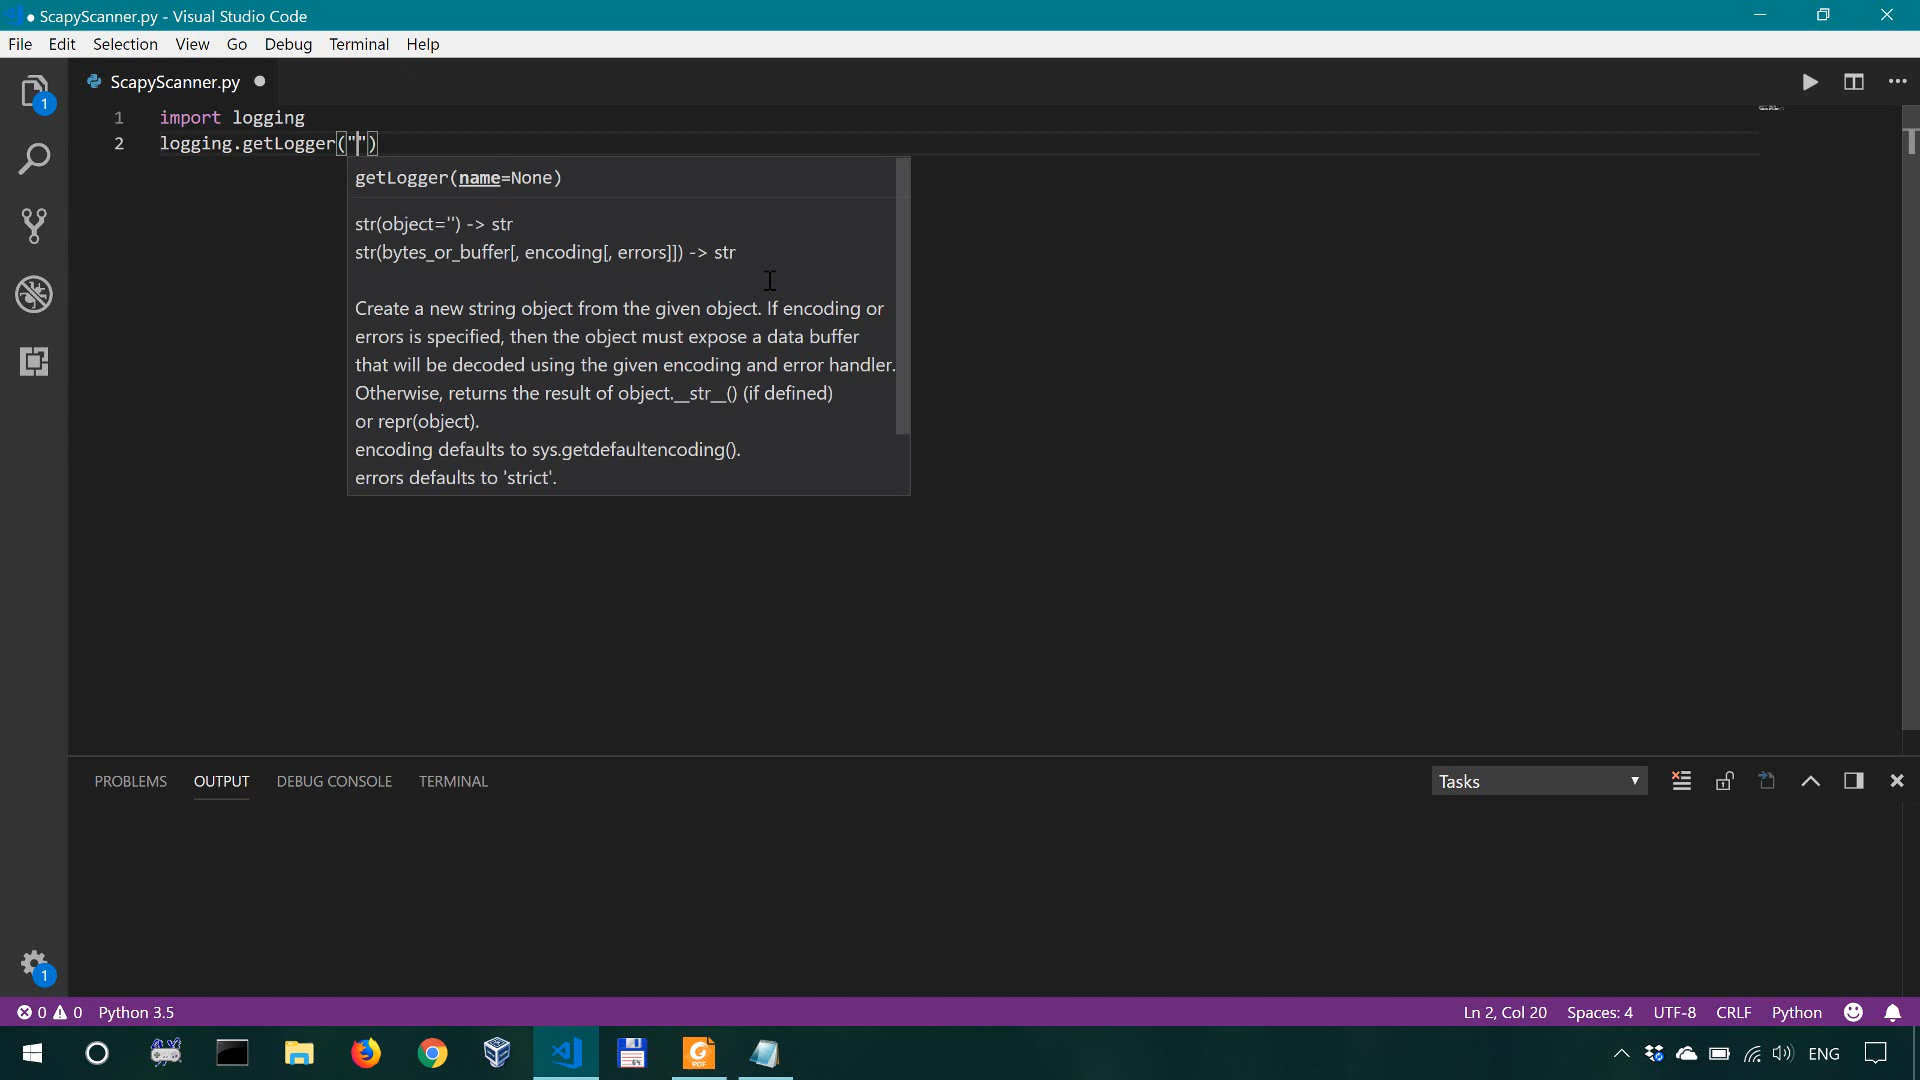 ● ScapyScanner.py - Visual Studio Code
File Edit Selection View Go Debug Terminal Help
1
ScapyScanner.py ●
1 import logging
2 logging.getLogger("")
getLogger(name=None)
str(object='') -> str
str(bytes_or_buffer[, encoding[, errors]]) -> str
Create a new string object from the given object. If encoding or
errors is specified, then the object must expose a data buffer
that will be decoded using the given encoding and error handler.
Otherwise, returns the result of object.__str__() (if defined)
or repr(object).
encoding defaults to sys.getdefaultencoding().
errors defaults to 'strict'.
PROBLEMS OUTPUT DEBUG CONSOLE TERMINAL Tasks
1
0 0 Python 3.5 Ln 2, Col 20 Spaces: 4 UTF-8 CRLF Python
64 PDF ENG